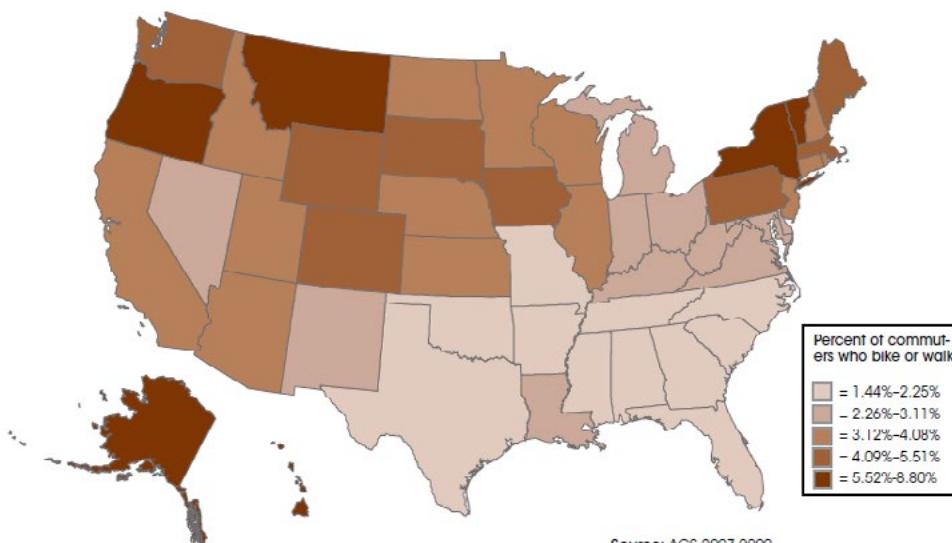 Percent of commut-
ers who bike or walk
= 1.44%–2.25%
= 2.26%–3.11%
= 3.12%–4.08%
= 4.09%–5.51%
= 5.52%–8.80%